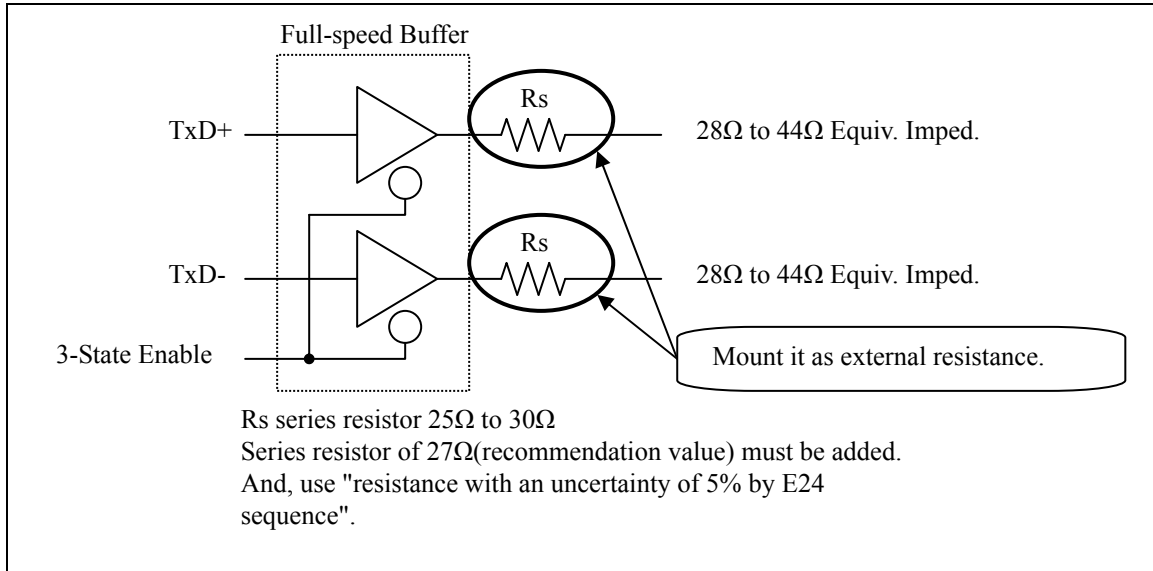 Full-speed Buffer
Rs
TxD+
28Ω to 44Ω Equiv. Imped.
Rs
TxD-
28Ω to 44Ω Equiv. Imped.
3-State Enable
Mount it as external resistance.
Rs series resistor 25Ω to 30Ω
Series resistor of 27Ω(recommendation value) must be added.
And, use "resistance with an uncertainty of 5% by E24
sequence".